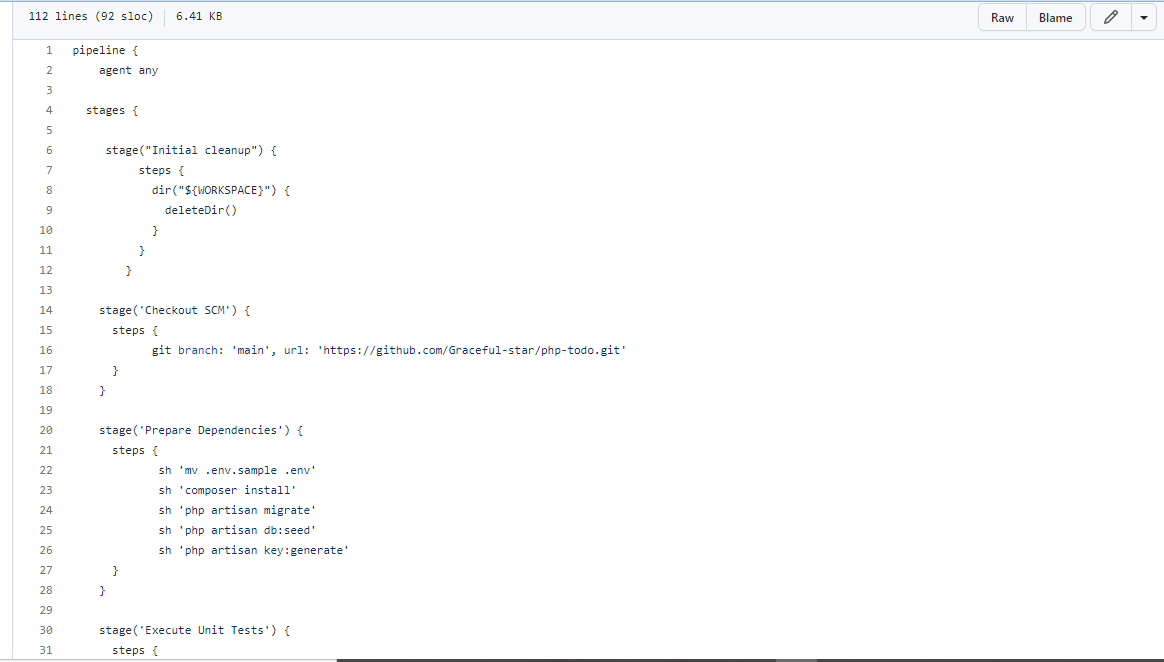 112 lines (92 sloc) 6.41 KB Raw Blame
1 pipeline {
2 agent any
3
4 stages {
5
6 stage("Initial cleanup") {
7 steps {
8 dir("${WORKSPACE}") {
9 deleteDir()
10 }
11 }
12 }
13
14 stage('Checkout SCM') {
15 steps {
16 git branch: 'main', url: 'https://github.com/Graceful-star/php-todo.git'
17 }
18 }
19
20 stage('Prepare Dependencies') {
21 steps {
22 sh 'mv .env.sample .env'
23 sh 'composer install'
24 sh 'php artisan migrate'
25 sh 'php artisan db:seed'
26 sh 'php artisan key:generate'
27 }
28 }
29
30 stage('Execute Unit Tests') {
31 steps {